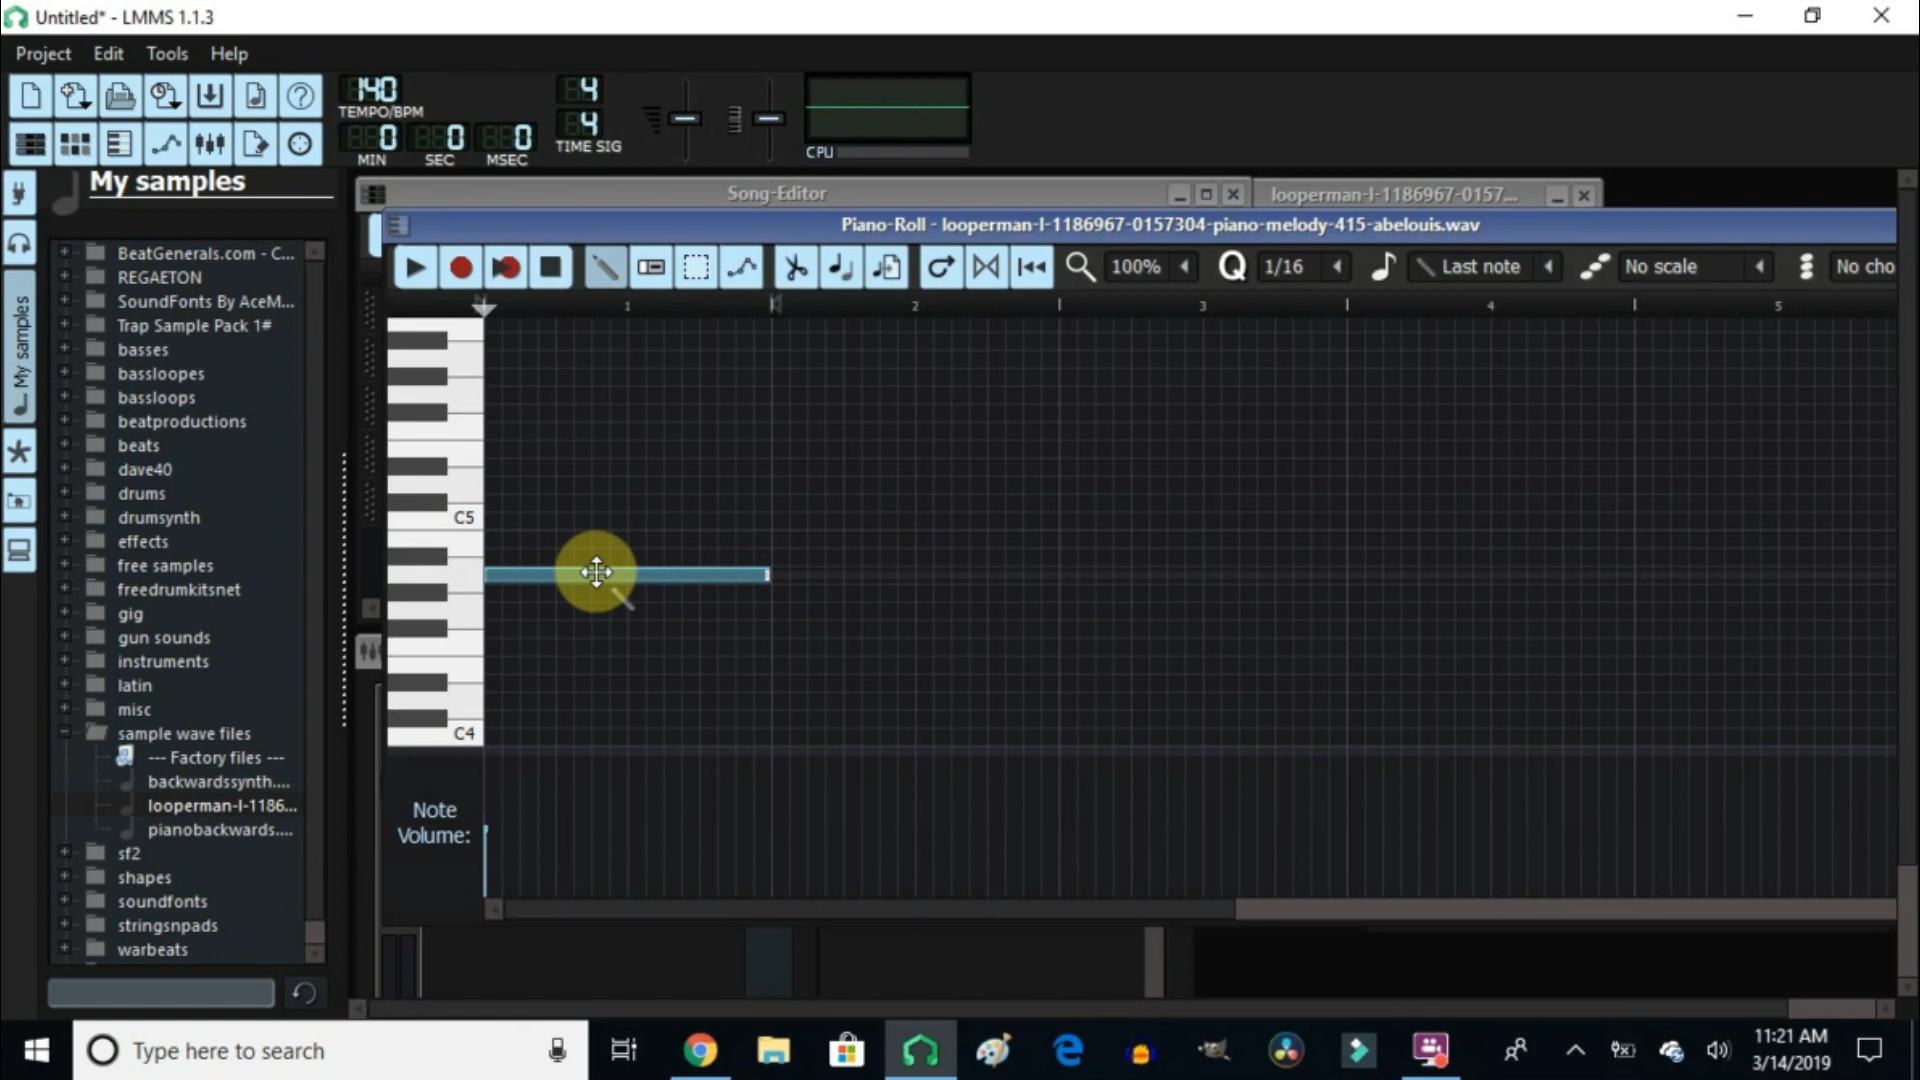 Untitled* - LMMS 1.1.3
Project Edit Tools Help
140
TEMPO/BPM
0 0 0
MIN SEC MSEC
4
4
TIME SIG
CPU
My samples
My samples
BeatGenerals.com - C...
REGAETON
SoundFonts By AceM...
Trap Sample Pack 1#
basses
bassloopes
bassloops
beatproductions
beats
dave40
drums
drumsynth
effects
free samples
freedrumkitsnet
gig
gun sounds
instruments
latin
misc
sample wave files
--- Factory files ---
backwardssynth....
looperman-l-1186...
pianobackwards....
sf2
shapes
soundfonts
stringsnpads
warbeats
Song-Editor
looperman-l-1186967-0157...
Piano-Roll - looperman-l-1186967-0157304-piano-melody-415-abelouis.wav
100% Q 1/16 Last note No scale No cho
1 2 3 4 5
C5
C4
Note
Volume:
Type here to search
11:21 AM
3/14/2019